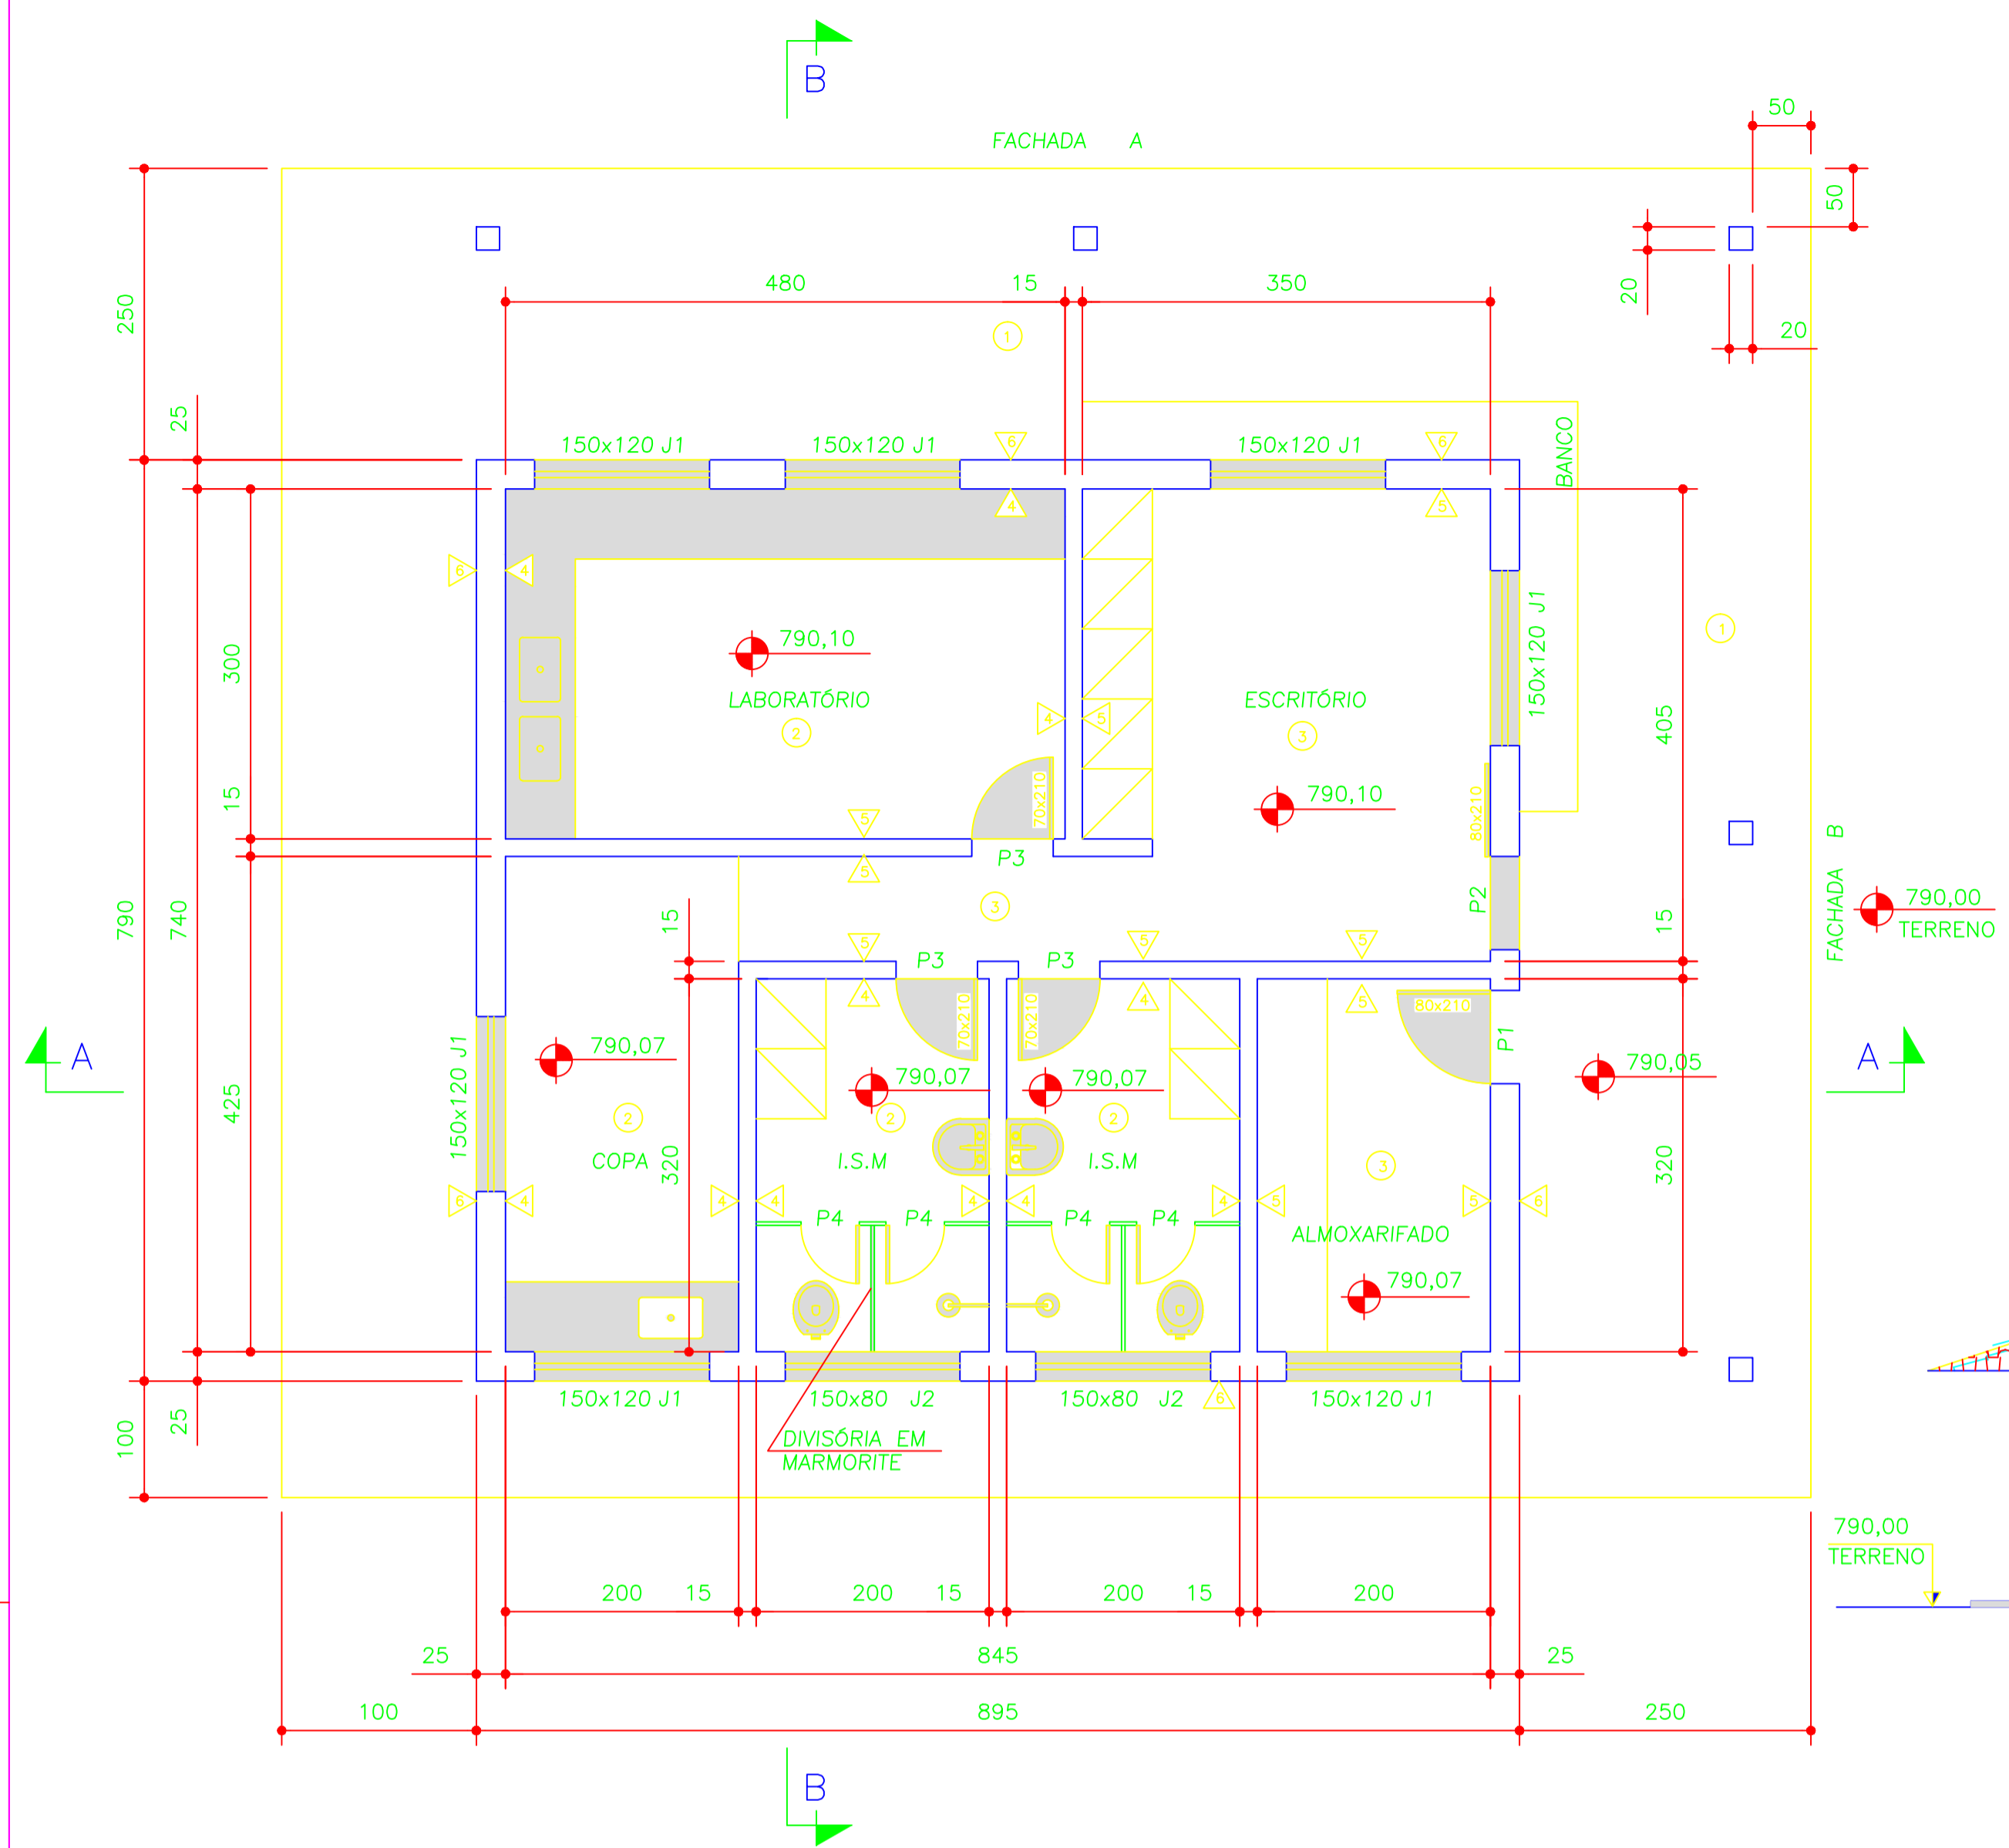 B
50
FACHADA A
50
480
15
350
20
250
20
1
25
150x120 J1
150x120 J1
6
150x120 J1
6
BANCO
4
5
6
4
150x120 J1
1
790,10
790,10
300
LABORATÓRIO
ESCRITÓRIO
2
4
5
3
405
15
70x210
80x210
5
P3
5
FACHADA B
790
740
15
3
P2
15
790,00
TERRENO
5
P3
P3
5
5
4
70x210
70x210
4
5
80x210
A
150x120 J1
790,07
790,07
790,07
P1
790,05
A
425
2
2
2
COPA
320
I.S.M
I.S.M
3
320
6
4
4
4
4
4
4
5
5
6
P4
P4
P4
P4
ALMOXARIFADO
790,07
100
25
150x120 J1
150x80 J2
150x80 J2
6
150x120 J1
DIVISÓRIA EM
MARMORITE
790,00
TERRENO
200
15
200
15
200
15
200
25
845
25
100
895
250
B